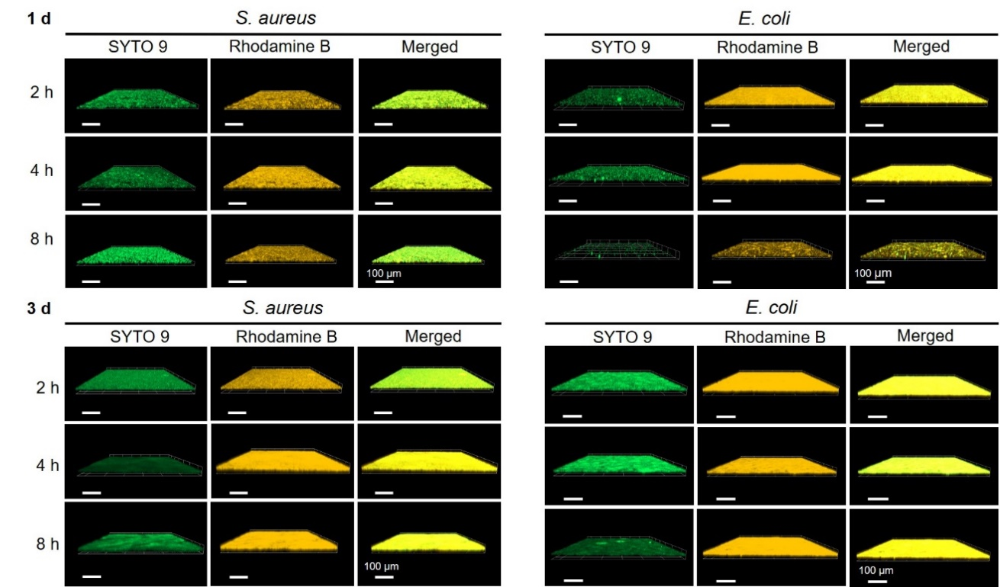 1 d S. aureus E. coli
SYTO 9 Rhodamine B Merged SYTO 9 Rhodamine B Merged
2 h
4 h
8 h
100 µm 100 µm
3 d S. aureus E. coli
SYTO 9 Rhodamine B Merged SYTO 9 Rhodamine B Merged
2 h
4 h
8 h
100 µm 100 µm